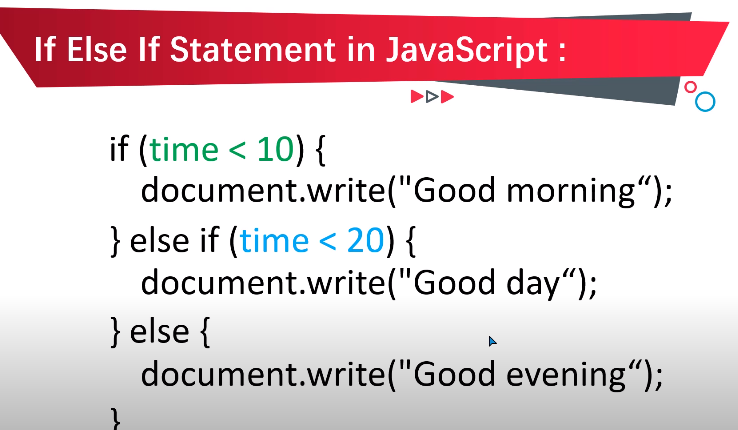 If Else If Statement in JavaScript :
if (time < 10) {
document.write("Good morning“);
} else if (time < 20) {
document.write("Good day“);
} else {
document.write("Good evening“);
}